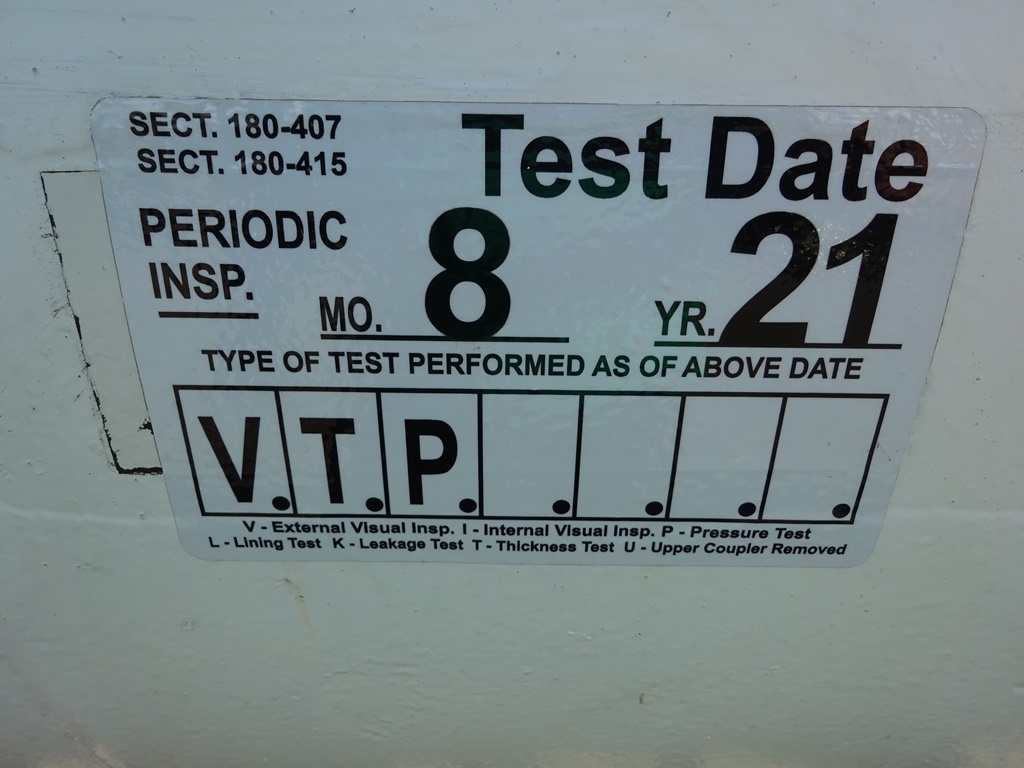 SECT. 180-407
SECT. 180-415
Test Date
PERIODIC
INSP.
MO. 8 YR. 21
TYPE OF TEST PERFORMED AS OF ABOVE DATE
V. T. P. . . . .
V - External Visual Insp. I - Internal Visual Insp. P - Pressure Test
L - Lining Test K - Leakage Test T - Thickness Test U - Upper Coupler Removed